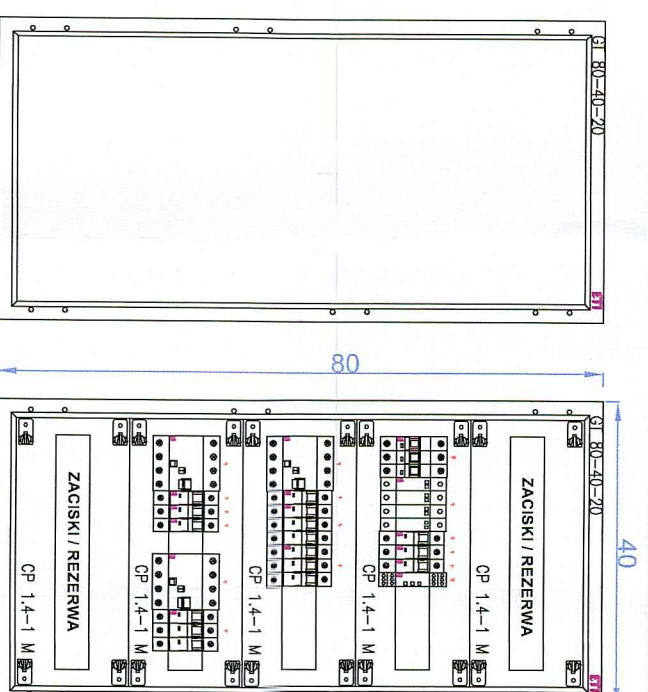 GT 80-40-20
ETI
80
40
GT 80-40-20
ETI
ZACISKI / REZERWA
CP 1.4-1 M
CP 1.4-1 M
CP 1.4-1 M
CP 1.4-1 M
ZACISKI / REZERWA
CP 1.4-1 M